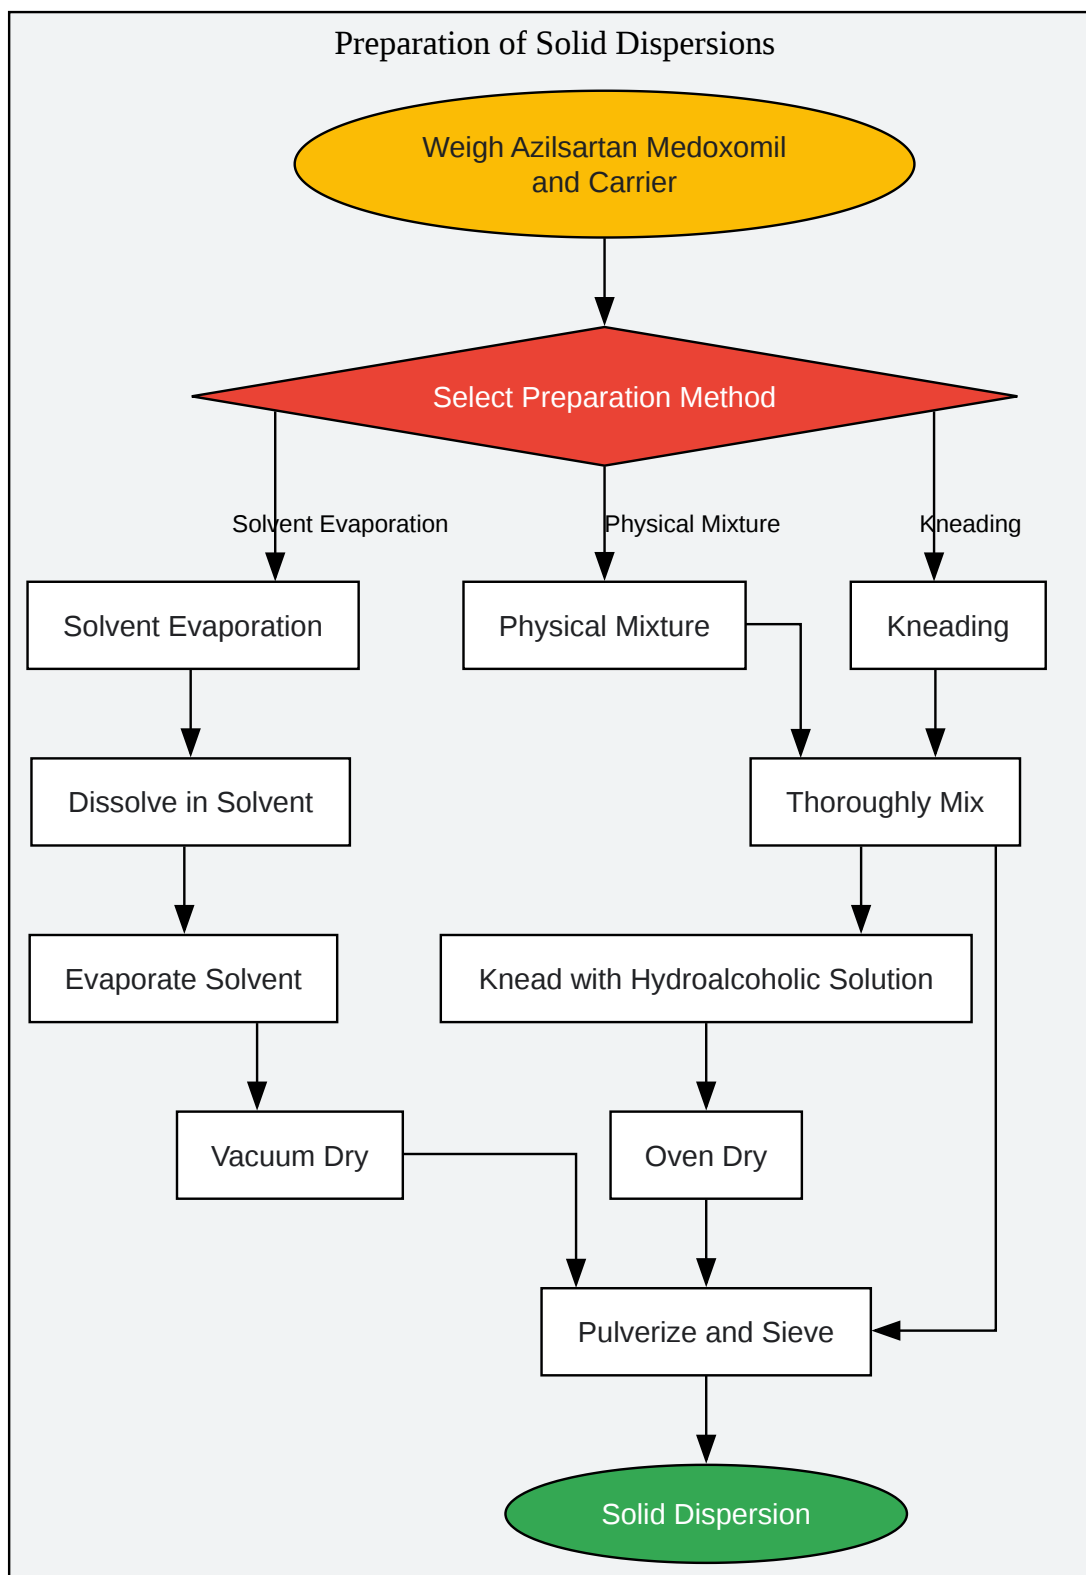 Preparation of Solid Dispersions
Weigh Azilsartan Medoxomil
and Carrier
Select Preparation Method
Solvent Evaporation
Physical Mixture
Kneading
Solvent Evaporation
Physical Mixture
Kneading
Dissolve in Solvent
Thoroughly Mix
Evaporate Solvent
Knead with Hydroalcoholic Solution
Vacuum Dry
Oven Dry
Pulverize and Sieve
Solid Dispersion